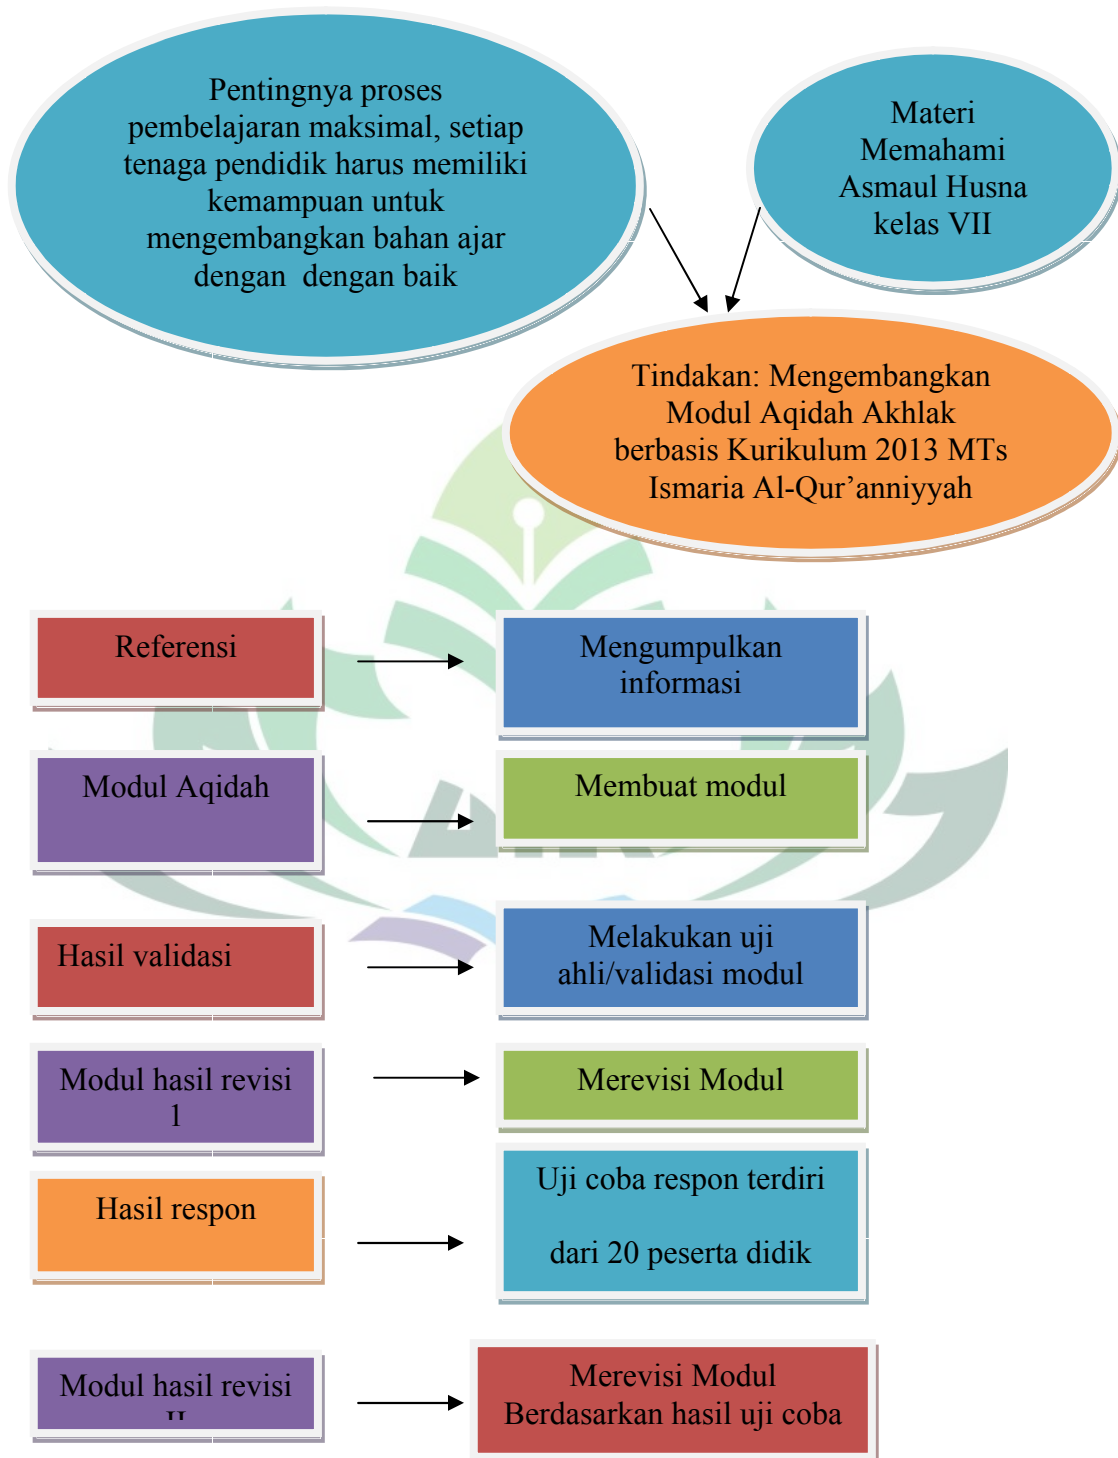 Pentingnya proses
pembelajaran maksimal, setiap
tenaga pendidik harus memiliki
kemampuan untuk
mengembangkan bahan ajar
dengan  dengan baik
Materi
Memahami
Asmaul Husna
kelas VII
Tindakan: Mengembangkan
Modul Aqidah Akhlak
berbasis Kurikulum 2013 MTs
Ismaria Al-Qur’anniyyah
Referensi
Mengumpulkan
informasi
Modul Aqidah
Membuat modul
Hasil validasi
Melakukan uji
ahli/validasi modul
Modul hasil revisi
1
Merevisi Modul
Hasil respon
Uji coba respon terdiri
dari 20 peserta didik
Modul hasil revisi
II
Merevisi Modul
Berdasarkan hasil uji coba